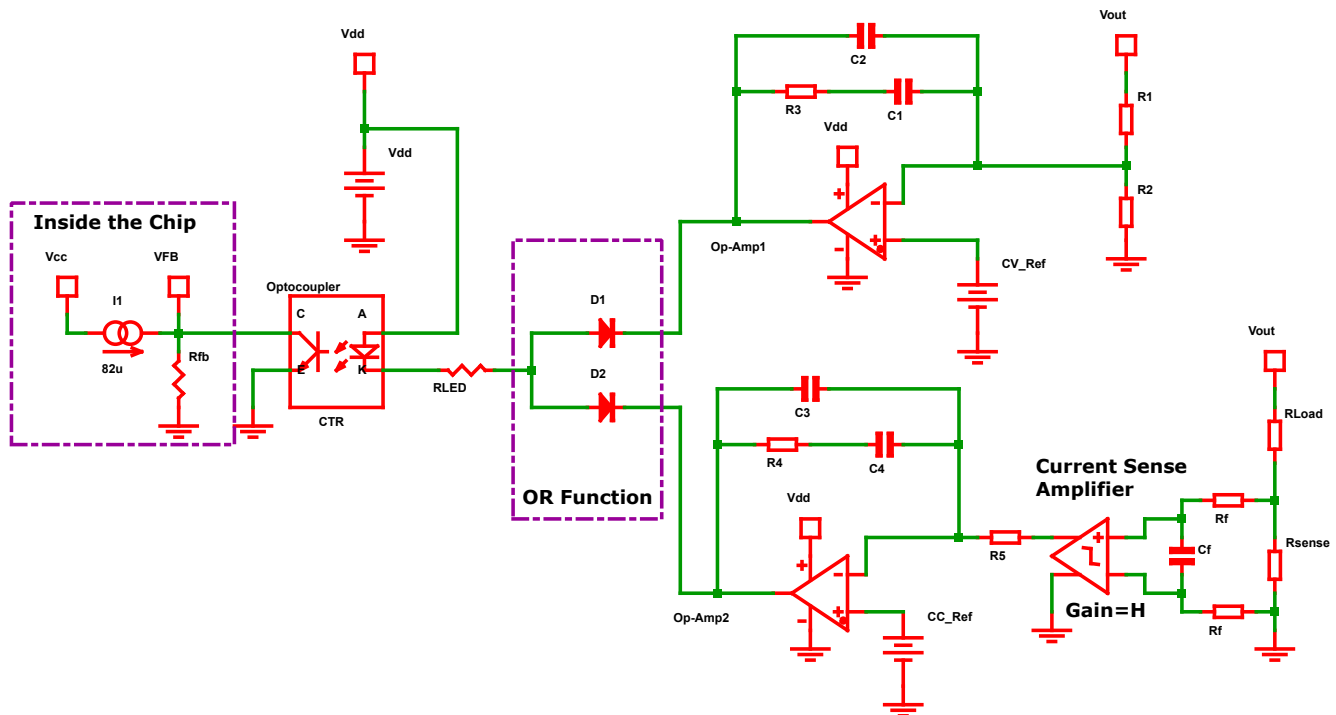 Vdd
Vdd
Inside the Chip
Vcc
VFB
I1
82u
Rfb
Optocoupler
C
A
E
K
CTR
RLED
D1
D2
OR Function
C2
R3
C1
Vdd
+
-
-
+
Op-Amp1
CV_Ref
Vout
R1
R2
C3
R4
C4
Vdd
+
-
-
+
Op-Amp2
CC_Ref
R5
Current Sense
Amplifier
+
-
Gain=H
Cf
Rf
Rf
Vout
RLoad
Rsense